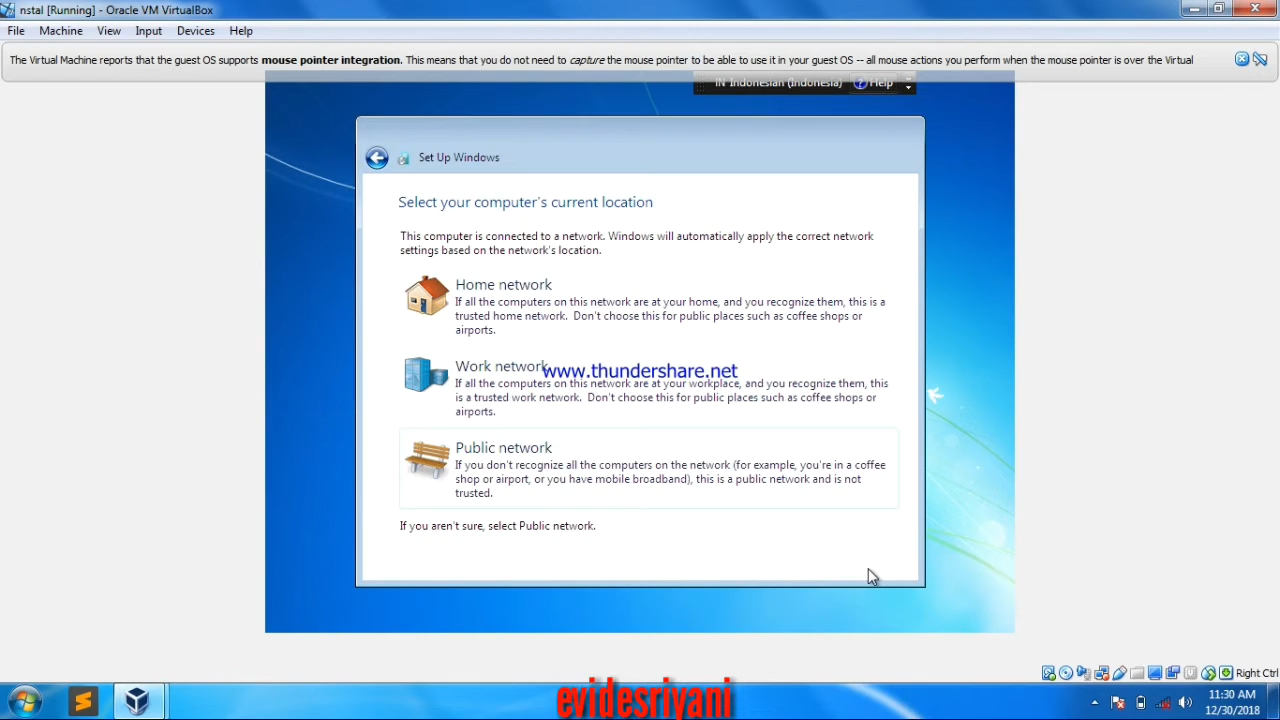 nstal [Running] - Oracle VM VirtualBox
File Machine View Input Devices Help
The Virtual Machine reports that the guest OS supports mouse pointer integration. This means that you do not need to capture the mouse pointer to be able to use it in your guest OS -- all mouse actions you perform when the mouse pointer is over the Virtual
IN Indonesian (Indonesia) Help
Set Up Windows
Select your computer's current location
This computer is connected to a network. Windows will automatically apply the correct network
settings based on the network's location.
Home network
If all the computers on this network are at your home, and you recognize them, this is a
trusted home network. Don't choose this for public places such as coffee shops or
airports.
Work network
www.thundershare.net
If all the computers on this network are at your workplace, and you recognize them, this
is a trusted work network. Don't choose this for public places such as coffee shops or
airports.
Public network
If you don't recognize all the computers on the network (for example, you're in a coffee
shop or airport, or you have mobile broadband), this is a public network and is not
trusted.
If you aren't sure, select Public network.
Right Ctrl
evidesriyani
11:30 AM
12/30/2018